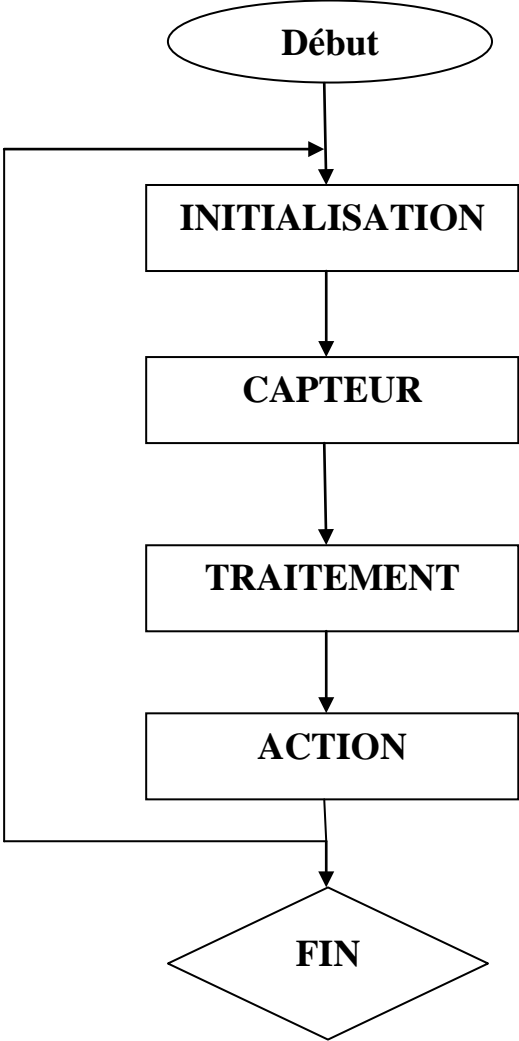 Début
INITIALISATION
CAPTEUR
TRAITEMENT
ACTION
FIN